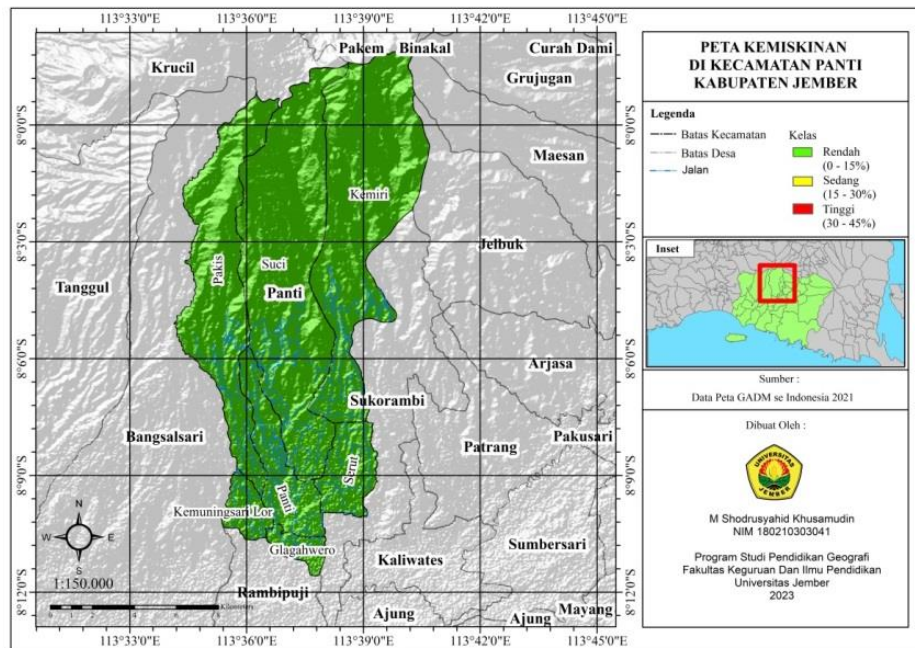 113°33'0"E 113°36'0"E 113°39'0"E 113°42'0"E 113°45'0"E
Pakem Binakal
Curah Dami
Krucil
Grujugan
8°0'0"S 8°0'0"S
Maesan
Kemiri
8°3'0"S 8°3'0"S
Jelbuk
Pakis
Suci
Tanggul
Panti
8°6'0"S 8°6'0"S
Arjasa
Sukorambi
Bangsalsari
Patrang
Pakusari
8°9'0"S 8°9'0"S
Serut
Panti
Kemuningsari Lor
N
W E
S
Glagahwero
Sumbersari
Kaliwates
1:150.000
Rambipuji
8°12'0"S 8°12'0"S
Ajung
Ajung
Mayang
Kilometers
113°33'0"E 113°36'0"E 113°39'0"E 113°42'0"E 113°45'0"E
PETA KEMISKINAN
DI KECAMATAN PANTI
KABUPATEN JEMBER
Legenda
Batas Kecamatan
Batas Desa
Jalan
Kelas
Rendah
(0 - 15%)
Sedang
(15 - 30%)
Tinggi
(30 - 45%)
Inset
Sumber :
Data Peta GADM se Indonesia 2021
Dibuat Oleh :
UNIVERSITAS
JEMBER
M Shodrusyahid Khusamudin
NIM 180210303041
Program Studi Pendidikan Geografi
Fakultas Keguruan Dan Ilmu Pendidikan
Universitas Jember
2023